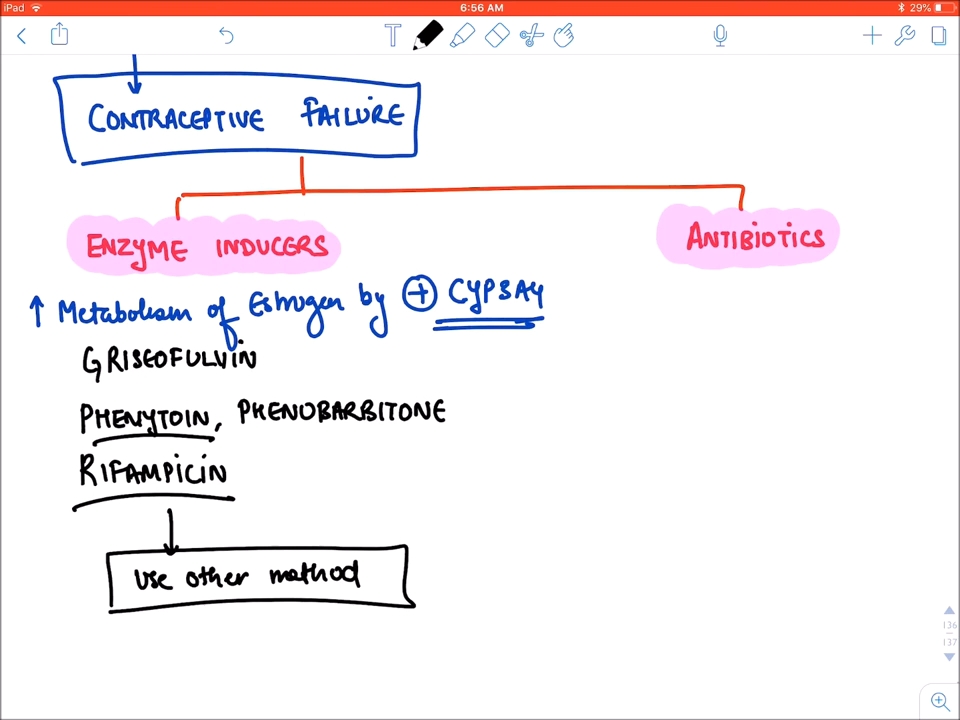 iPad 6:56 AM 29%
T
CONTRACEPTIVE FAILURE
ENZYME INDUCERS
ANTIBIOTICS
↑ Metabolism of Estrogen by ⊕ CYP3A4
GRISEOFULVIN
PHENYTOIN, PHENOBARBITONE
RIFAMPICIN
Use other method
136
137